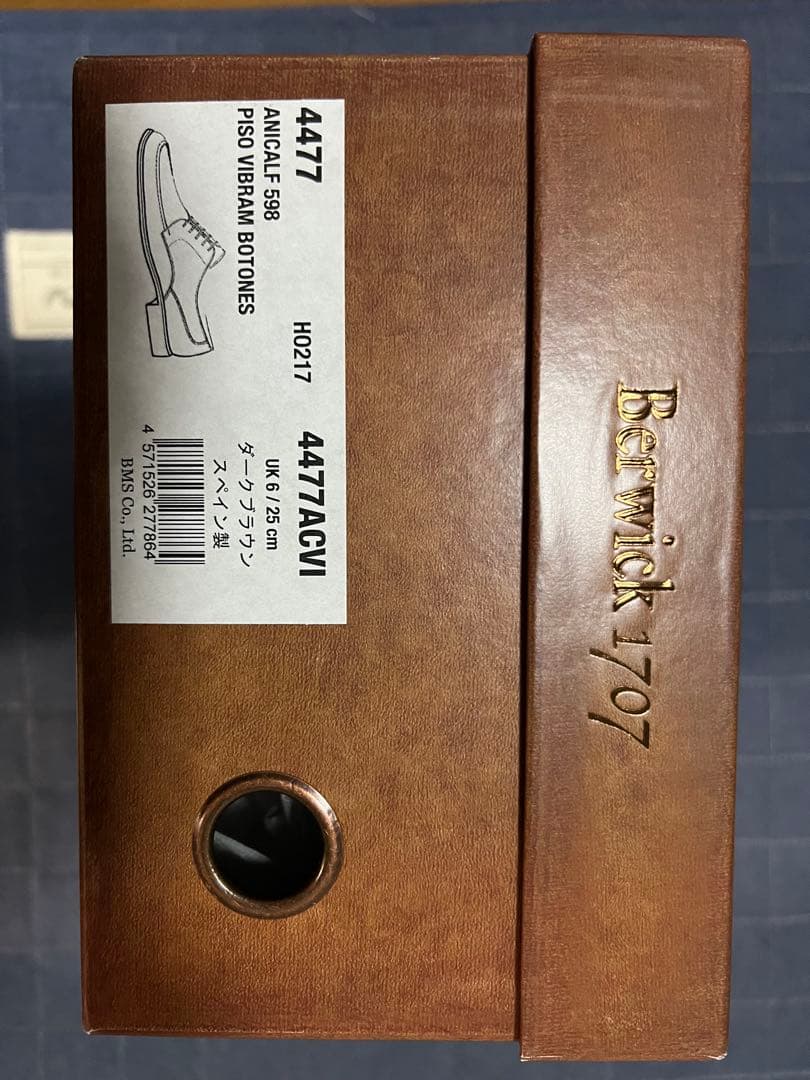 Berwick 1707
4477
ANICALF 598
PISO VIBRAM BOTONES
H0217
4477ACVI
UK 6 / 25 cm
ダークブラウン
スペイン製
4 571526 277864
BMS Co., Ltd.